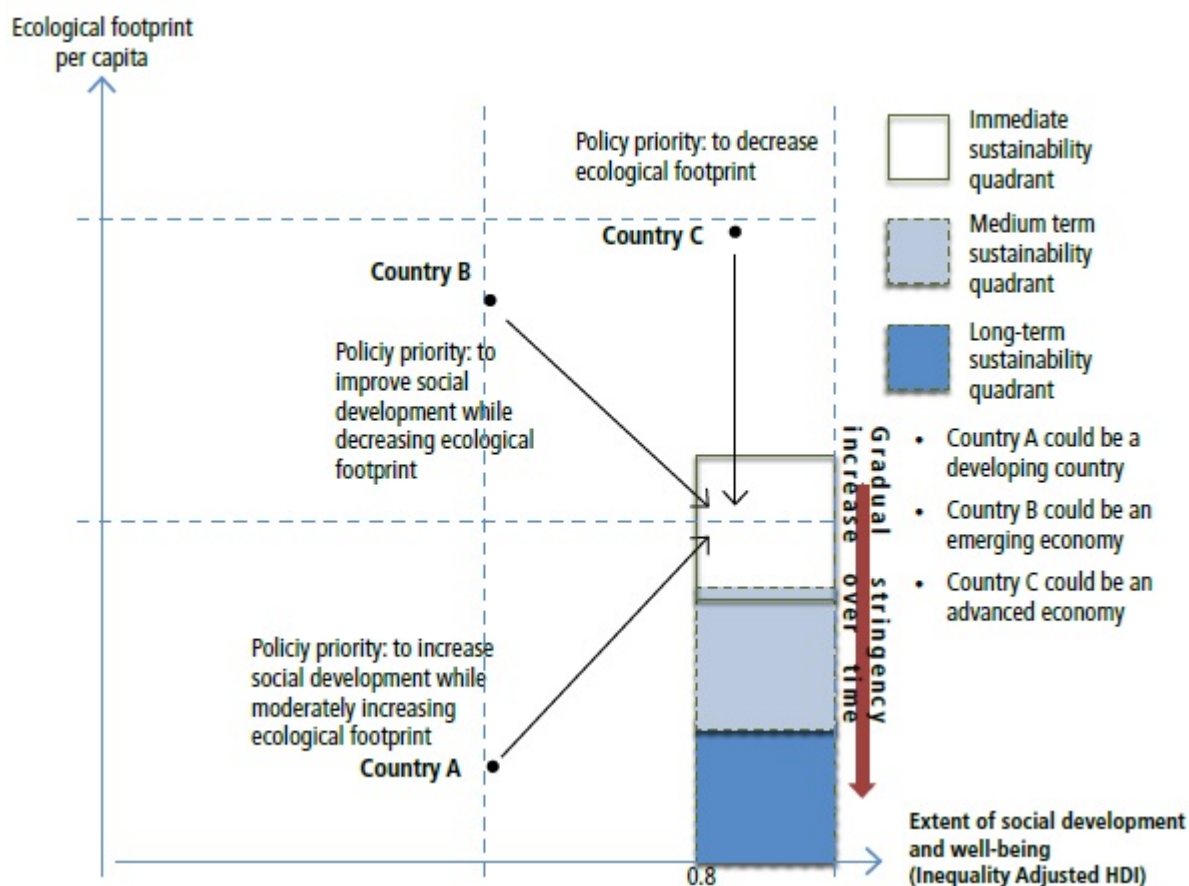 Ecological footprint
per capita
Policy priority: to decrease
ecological footprint
Country C
Country B
Policiy priority: to
improve social
development while
decreasing ecological
footprint
Policiy priority: to increase
social development while
moderately increasing
ecological footprint
Country A
Immediate
sustainability
quadrant
Medium term
sustainability
quadrant
Long-term
sustainability
quadrant
Gradual stringency
increase over time
• Country A could be a
developing country
• Country B could be an
emerging economy
• Country C could be an
advanced economy
0.8
Extent of social development
and well-being
(Inequality Adjusted HDI)